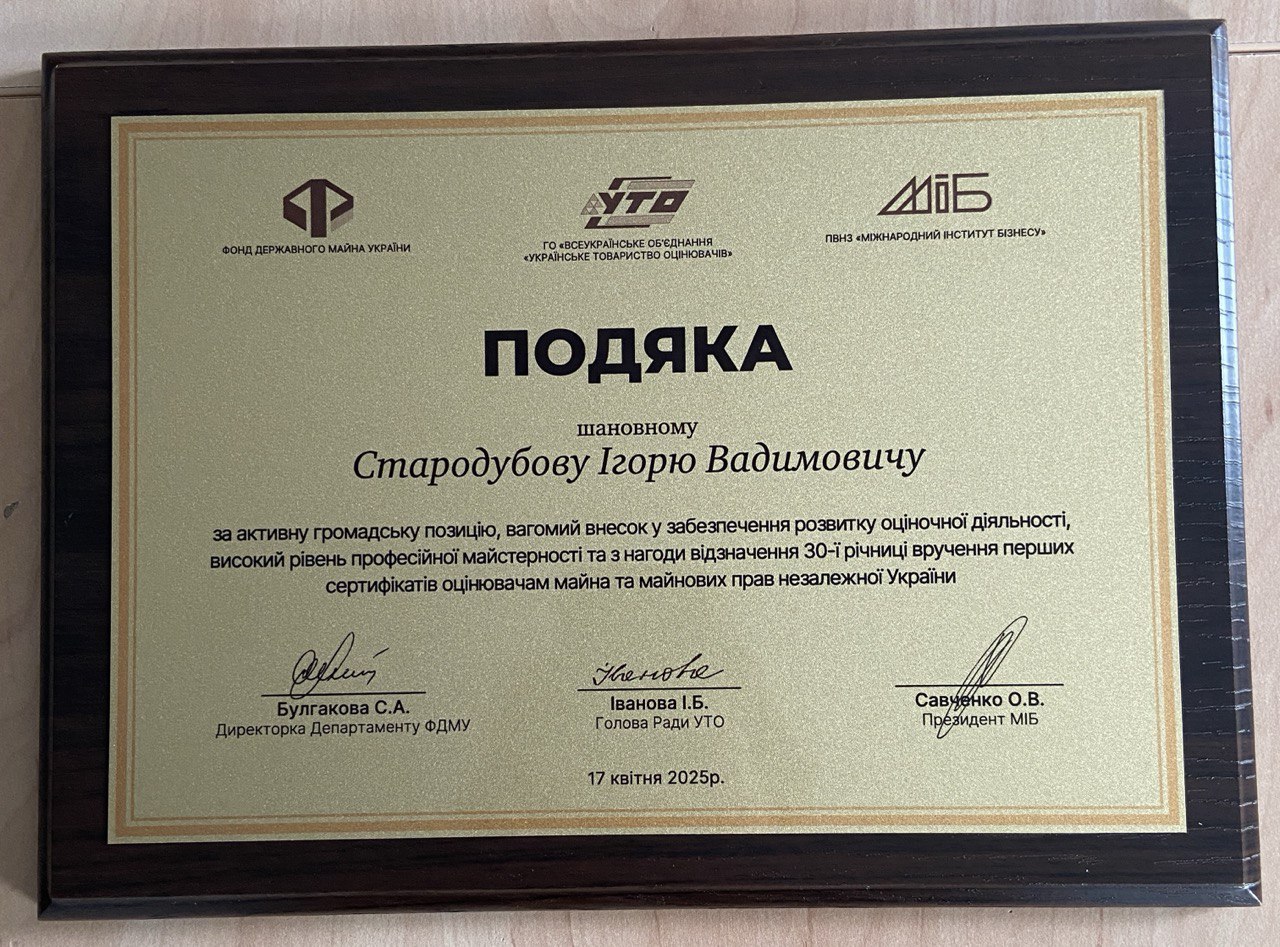 ФОНД ДЕРЖАВНОГО МАЙНА УКРАЇНИ
УТО
ГО «ВСЕУКРАЇНСЬКЕ ОБ'ЄДНАННЯ
«УКРАЇНСЬКЕ ТОВАРИСТВО ОЦІНЮВАЧІВ»
МіБ
ПВНЗ «МІЖНАРОДНИЙ ІНСТИТУТ БІЗНЕСУ»
ПОДЯКА
шановному
Стародубову Ігорю Вадимовичу
за активну громадську позицію, вагомий внесок у забезпечення розвитку оціночної діяльності,
високий рівень професійної майстерності та з нагоди відзначення 30-ї річниці вручення перших
сертифікатів оцінювачам майна та майнових прав незалежної України
Булгакова С.А.
Директорка Департаменту ФДМУ
Іванова
Іванова І.Б.
Голова Ради УТО
Савченко О.В.
Президент МІБ
17 квітня 2025р.